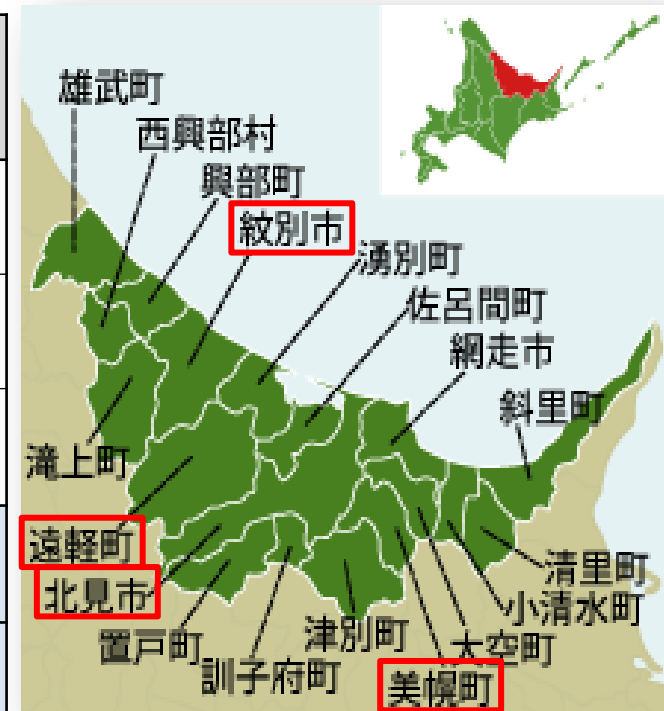 雄武町
西興部村
興部町
紋別市
湧別町
佐呂間町
網走市
斜里町
滝上町
遠軽町
北見市
置戸町
訓子府町
津別町
美幌町
大空町
小清水町
清里町